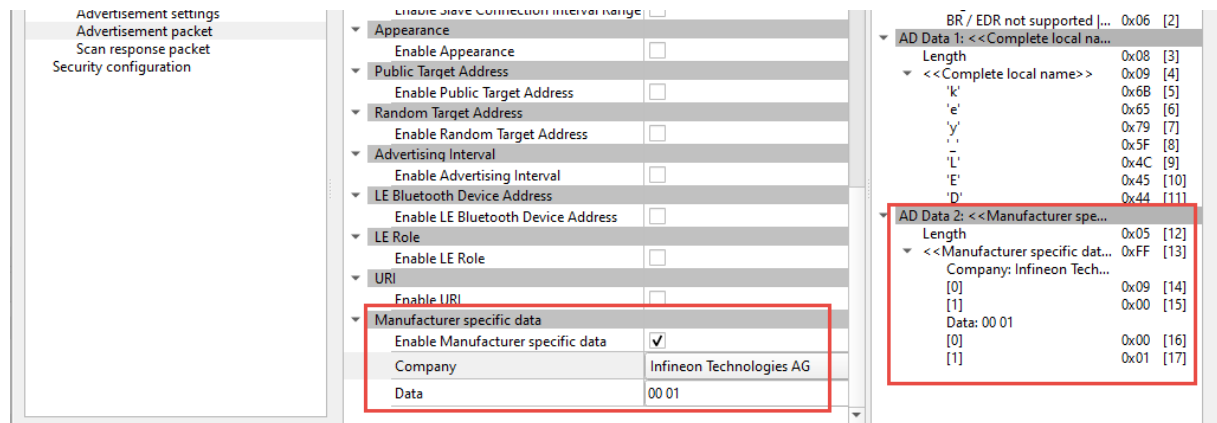 Advertisement settings
Advertisement packet
Scan response packet
Security configuration
Enable Slave Connection Interval Range
Appearance
Enable Appearance
Public Target Address
Enable Public Target Address
Random Target Address
Enable Random Target Address
Advertising Interval
Enable Advertising Interval
LE Bluetooth Device Address
Enable LE Bluetooth Device Address
LE Role
Enable LE Role
URI
Enable URI
Manufacturer specific data
Enable Manufacturer specific data
Company Infineon Technologies AG
Data 00 01
BR / EDR not supported |... 0x06 [2]
AD Data 1: <<Complete local na...
Length 0x08 [3]
<<Complete local name>> 0x09 [4]
'k' 0x6B [5]
'e' 0x65 [6]
'y' 0x79 [7]
'_' 0x5F [8]
'L' 0x4C [9]
'E' 0x45 [10]
'D' 0x44 [11]
AD Data 2: <<Manufacturer spe...
Length 0x05 [12]
<<Manufacturer specific dat... 0xFF [13]
Company: Infineon Tech...
[0] 0x09 [14]
[1] 0x00 [15]
Data: 00 01
[0] 0x00 [16]
[1] 0x01 [17]